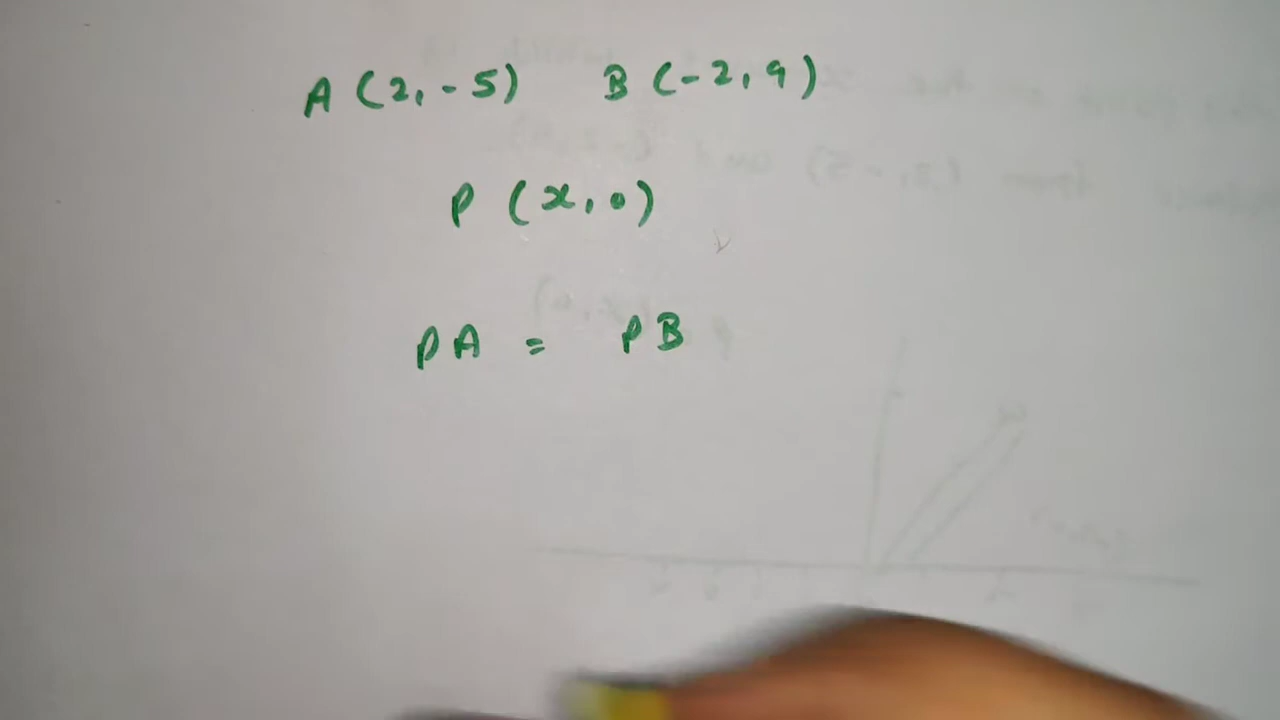 A (2, -5) B (-2, 9)
P (x, 0)
PA = PB